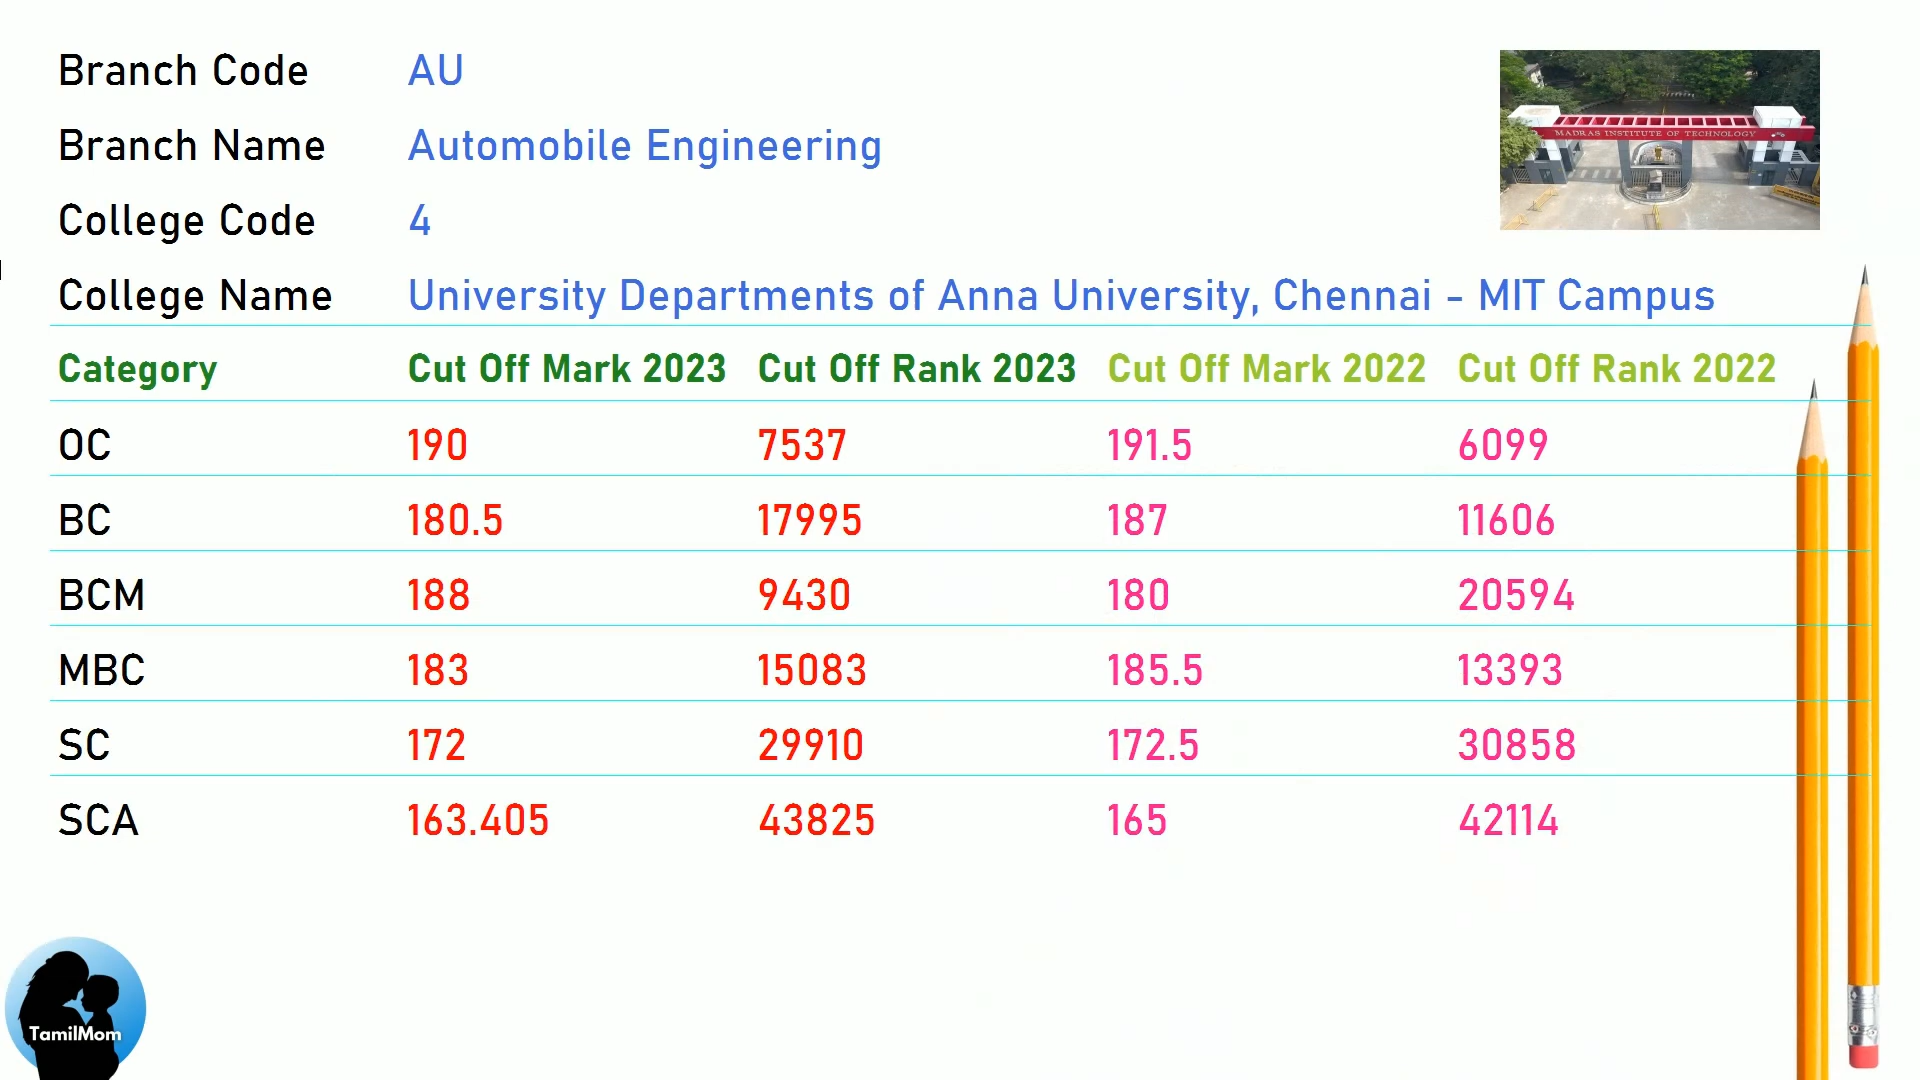 Branch Code AU
Branch Name Automobile Engineering
College Code 4
College Name University Departments of Anna University, Chennai - MIT Campus
MADRAS INSTITUTE OF TECHNOLOGY
Category Cut Off Mark 2023 Cut Off Rank 2023 Cut Off Mark 2022 Cut Off Rank 2022
OC 190 7537 191.5 6099
BC 180.5 17995 187 11606
BCM 188 9430 180 20594
MBC 183 15083 185.5 13393
SC 172 29910 172.5 30858
SCA 163.405 43825 165 42114
TamilMom